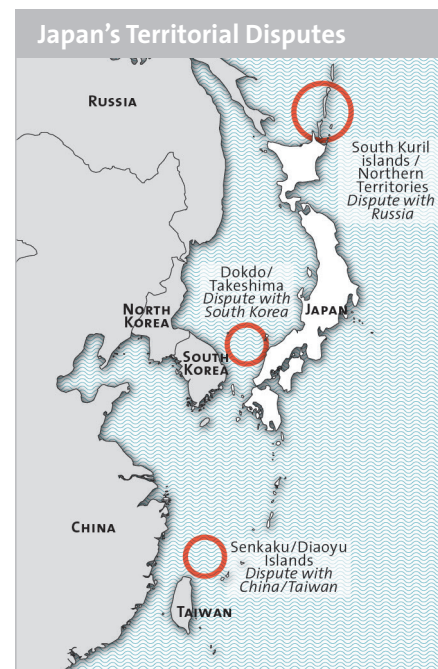 Japan's Territorial Disputes
RUSSIA
South Kuril
islands /
Northern
Territories
Dispute with
Russia
Dokdo/
Takeshima
Dispute with
South Korea
JAPAN
NORTH
KOREA
SOUTH
KOREA
CHINA
Senkaku/Diaoyu
Islands
Dispute with
China/Taiwan
TAIWAN